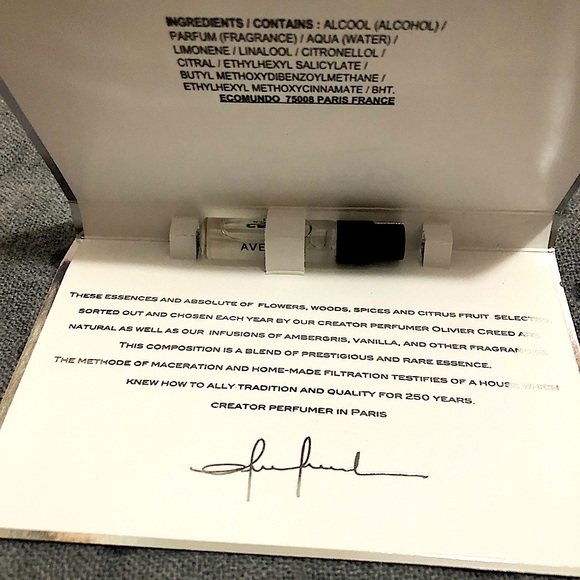 INGREDIENTS / CONTAINS : ALCOOL (ALCOHOL) /
PARFUM (FRAGRANCE) / AQUA (WATER) /
LIMONENE / LINALOOL / CITRONELLOL /
CITRAL / ETHYLHEXYL SALICYLATE /
BUTYL METHOXYDIBENZOYLMETHANE /
ETHYLHEXYL METHOXYCINNAMATE / BHT.
ECOMUNDO 75008 PARIS FRANCE
AVE
THESE ESSENCES AND ABSOLUTE OF FLOWERS, WOODS, SPICES AND CITRUS FRUIT
SORTED OUT AND CHOSEN EACH YEAR BY OUR CREATOR PERFUMER OLIVIER CREED
NATURAL AS WELL AS OUR INFUSIONS OF AMBERGRIS, VANILLA, AND OTHER
THIS COMPOSITION IS A BLEND OF PRESTIGIOUS AND RARE ESSENCE.
THE METHODE OF MACERATION AND HOME-MADE FILTRATION TESTIFIES OF A HOUSE WHICH
KNEW HOW TO ALLY TRADITION AND QUALITY FOR 250 YEARS.
CREATOR PERFUMER IN PARIS